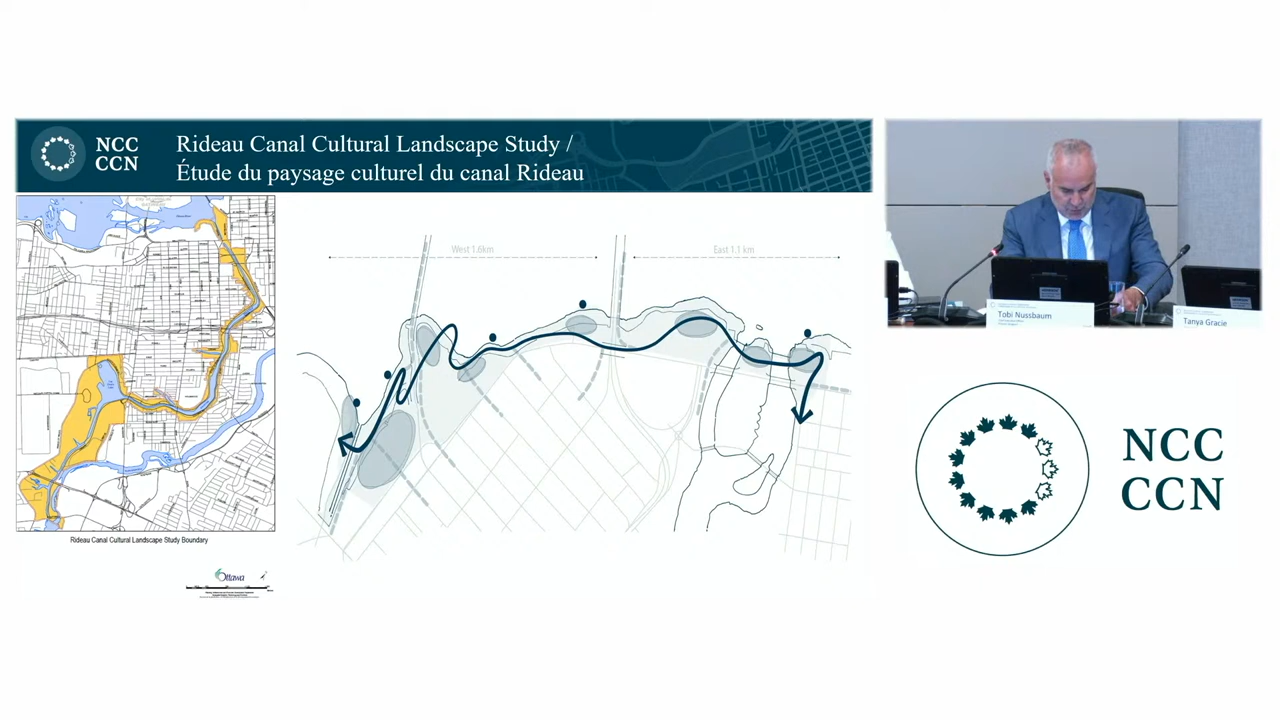 NCC
CCN
Rideau Canal Cultural Landscape Study /
Étude du paysage culturel du canal Rideau
West 1.6km
East 1.1 km
Rideau Canal Cultural Landscape Study Boundary
Ottawa
Tobi Nussbaum
Tanya Gracie
NCC
CCN